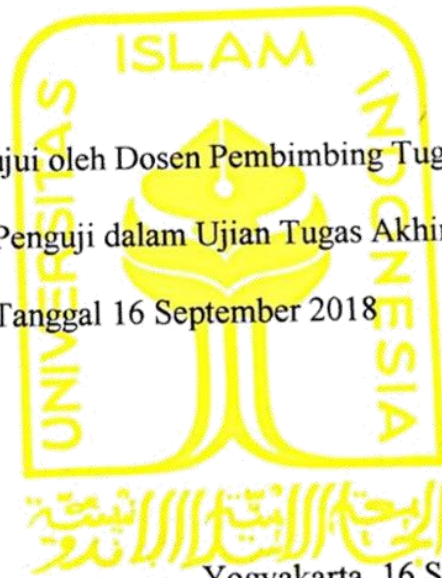 ISLAM
UNIVERSITAS
INDONESIA
ujui oleh Dosen Pembimbing Tug
Penguji dalam Ujian Tugas Akhir
Tanggal 16 September 2018
Yogyakarta, 16 S